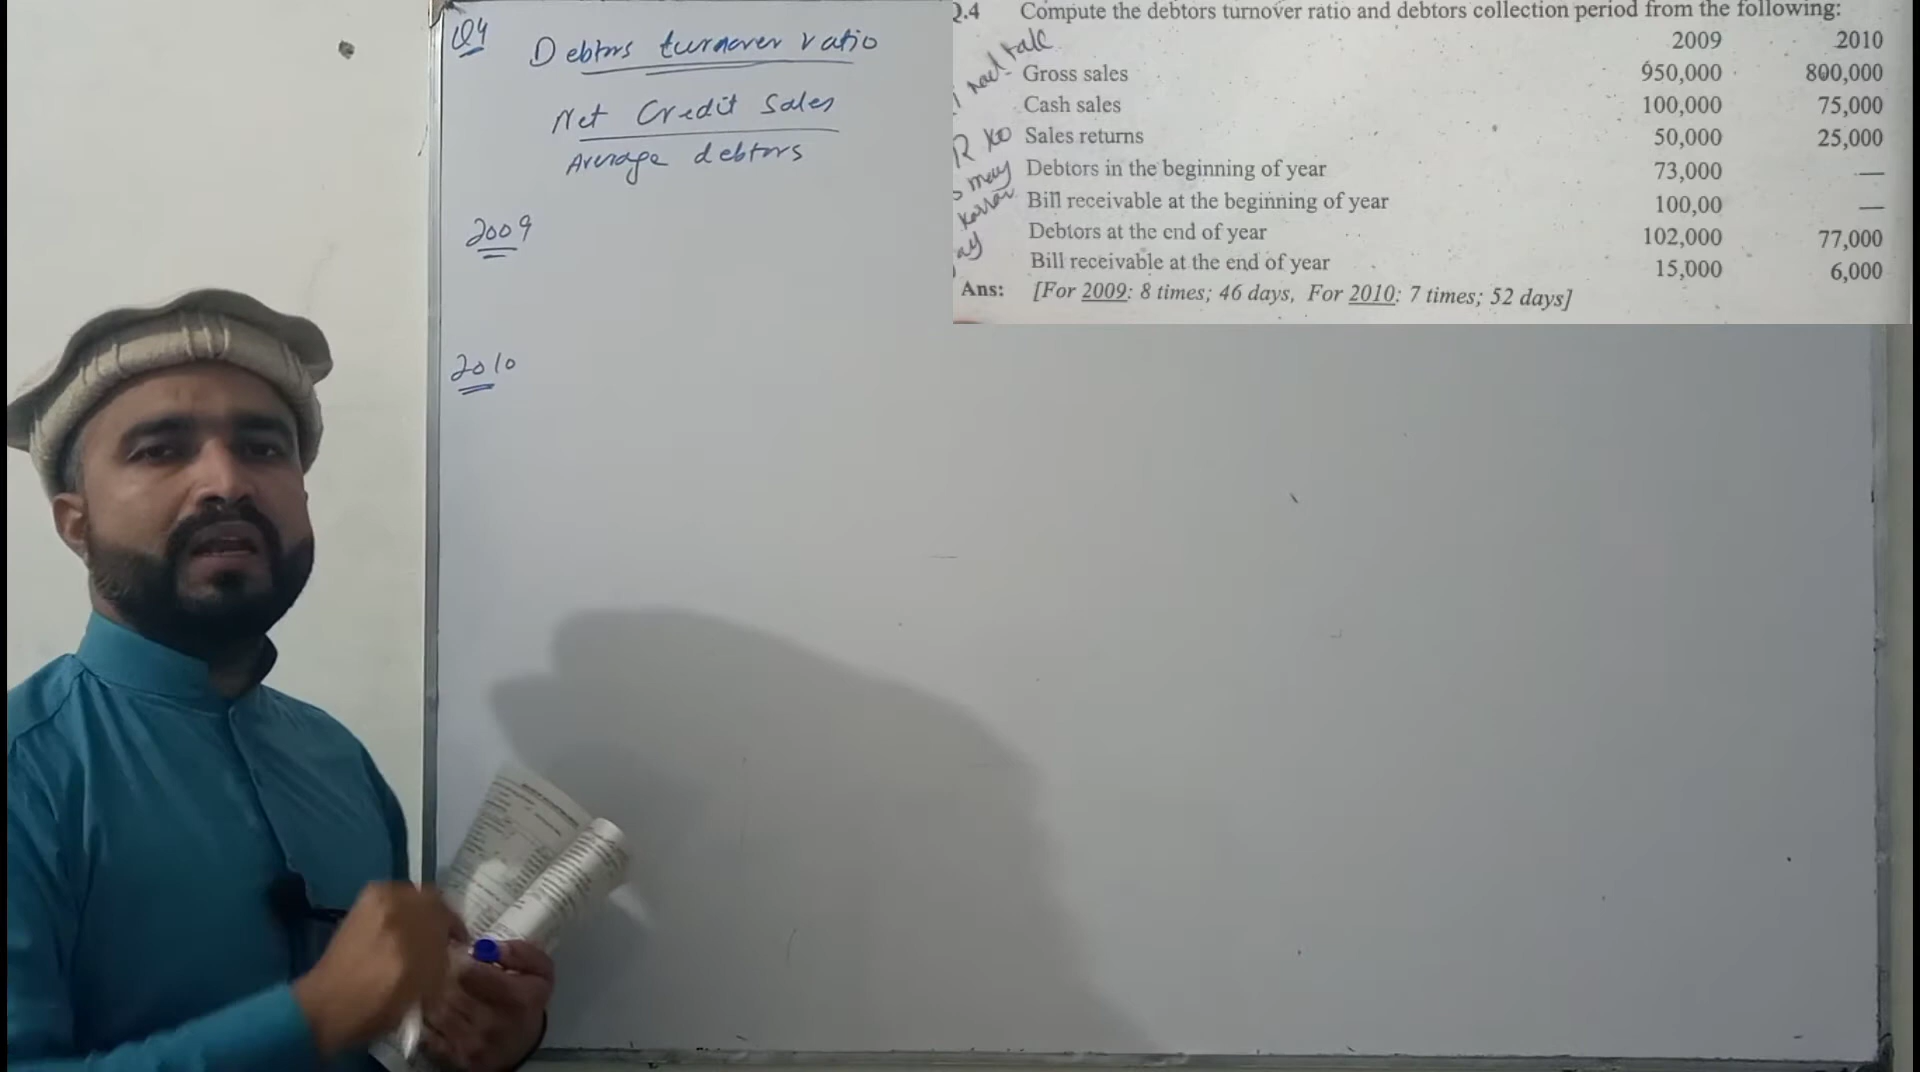 Q4
Debtors turnover ratio
Net Credit Sales
Average debtors
2009
2010
Q.4 Compute the debtors turnover ratio and debtors collection period from the following:
2009 2010
Gross sales 950,000 800,000
Cash sales 100,000 75,000
Sales returns 50,000 25,000
Debtors in the beginning of year 73,000 —
Bill receivable at the beginning of year 100,00 —
Debtors at the end of year 102,000 77,000
Bill receivable at the end of year 15,000 6,000
Ans: [For 2009: 8 times; 46 days, For 2010: 7 times; 52 days]